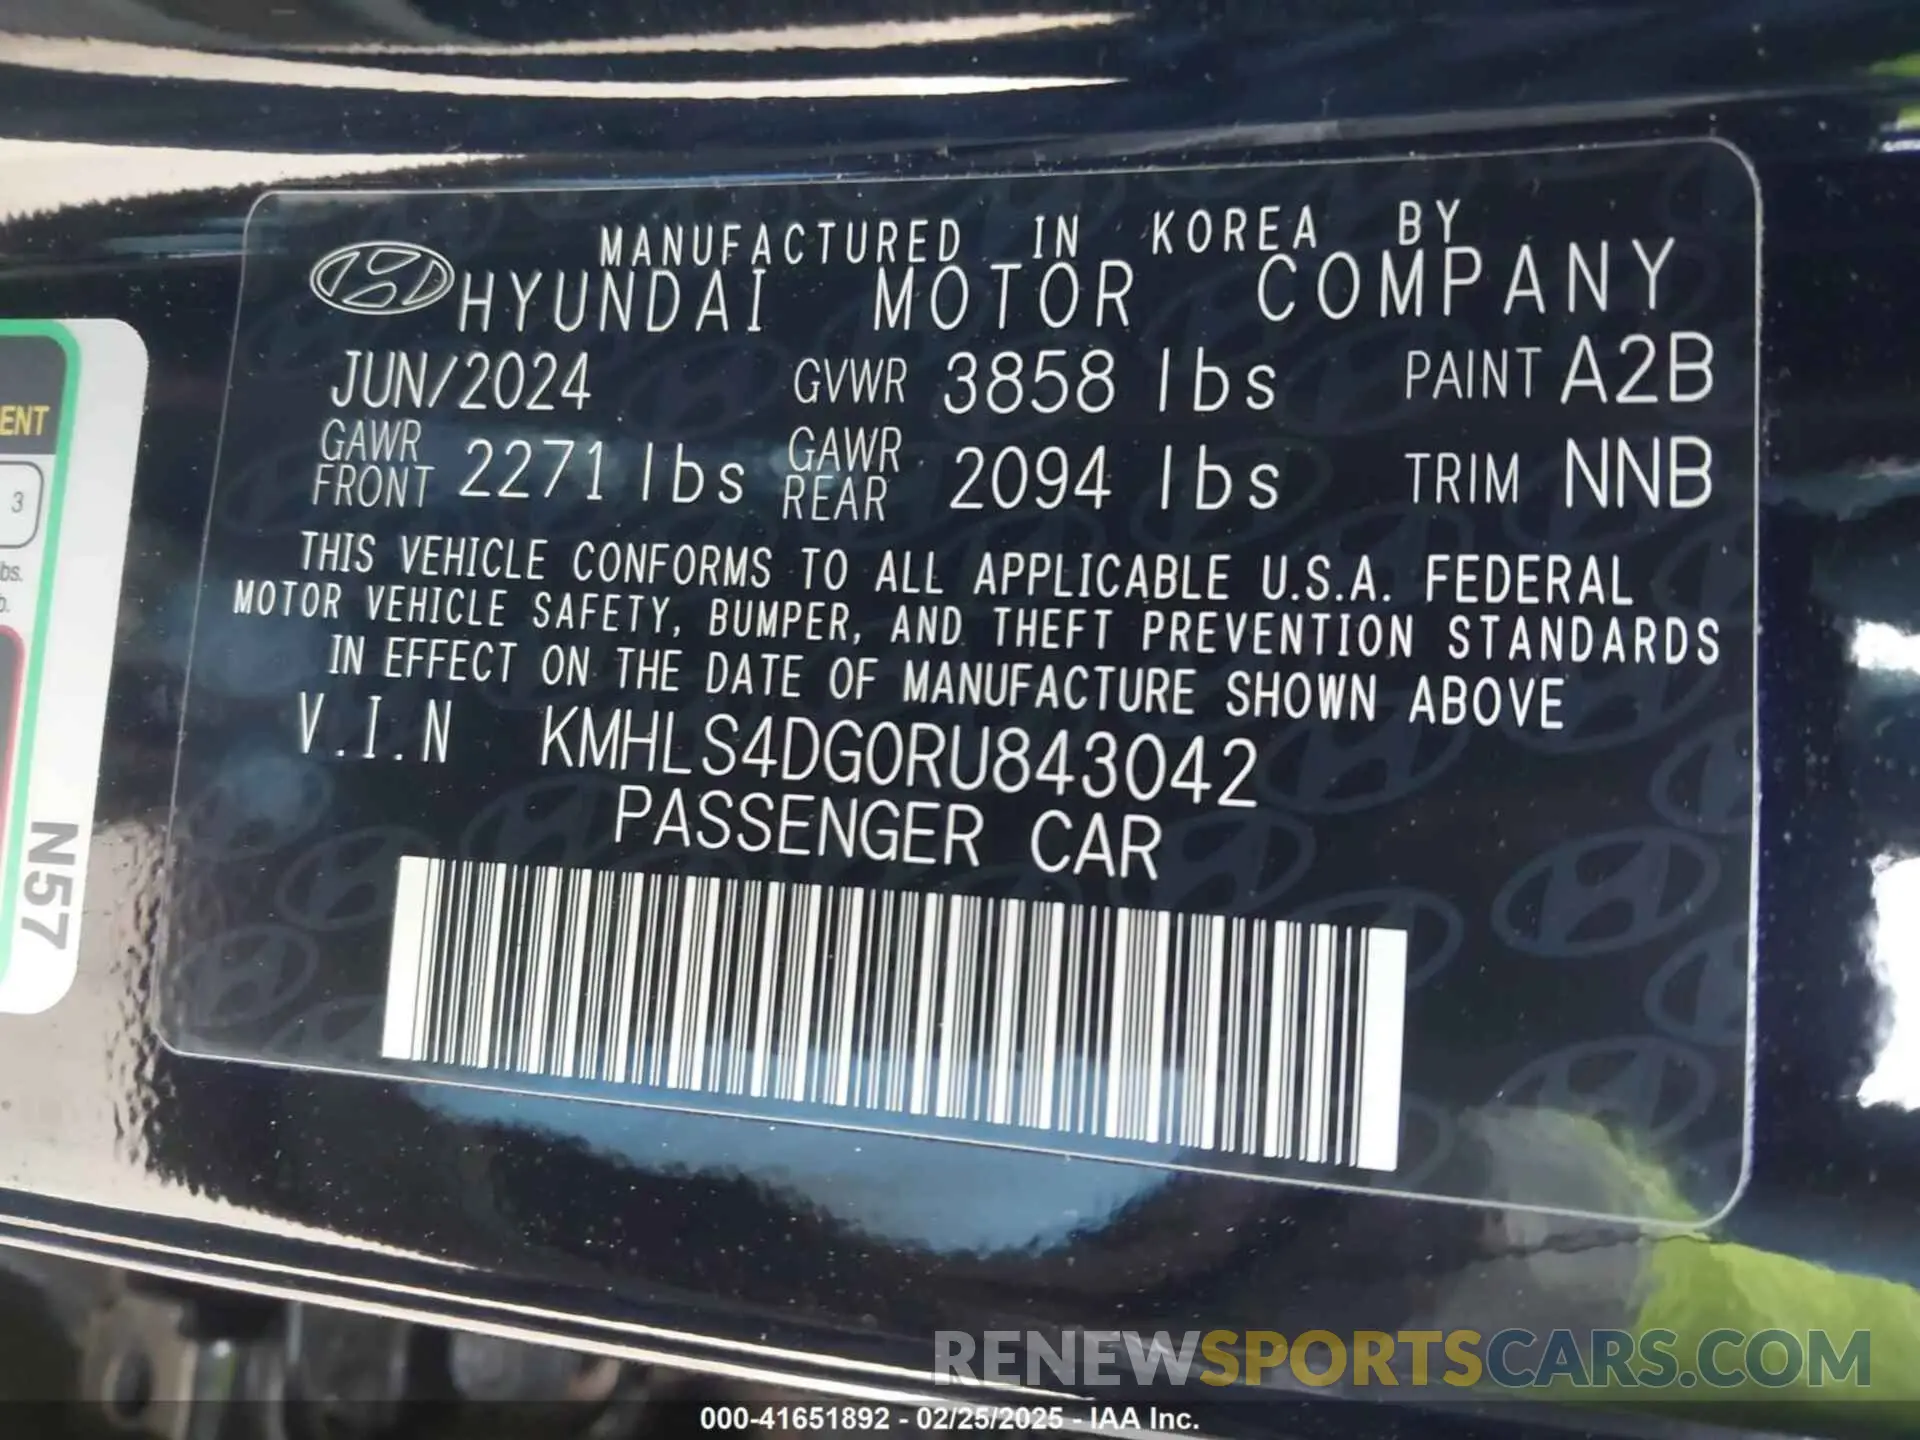 MANUFACTURED IN KOREA BY
HYUNDAI MOTOR COMPANY
JUN/2024 GVWR 3858 lbs PAINT A2B
GAWR FRONT 2271 lbs GAWR REAR 2094 lbs TRIM NNB
THIS VEHICLE CONFORMS TO ALL APPLICABLE U.S.A. FEDERAL
MOTOR VEHICLE SAFETY, BUMPER, AND THEFT PREVENTION STANDARDS
IN EFFECT ON THE DATE OF MANUFACTURE SHOWN ABOVE
V.I.N KMHLS4DG0RU843042
PASSENGER CAR
ENT
3
bs.
b.
N57
RENEWSPORTSCARS.COM
000-41651892 - 02/25/2025 - IAA Inc.